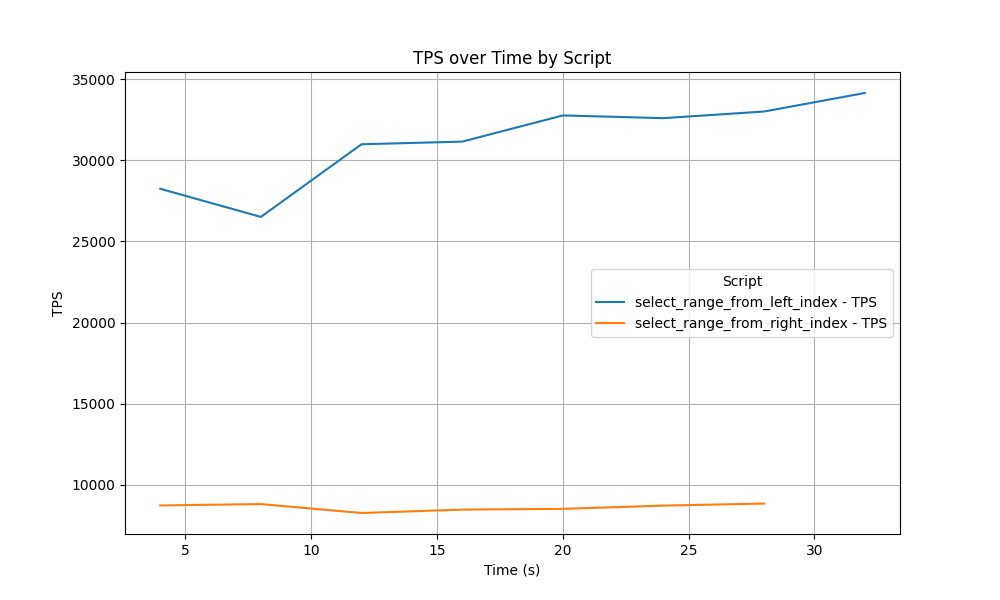 TPS over Time by Script
35000
30000
25000
20000
15000
10000
TPS
Script
select_range_from_left_index - TPS
select_range_from_right_index - TPS
5
10
15
20
25
30
Time (s)